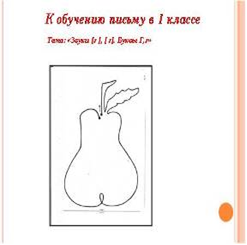 К обучению письму в 1 классе
Тема: «Звуки [г], [г]. Буквы Г, г»